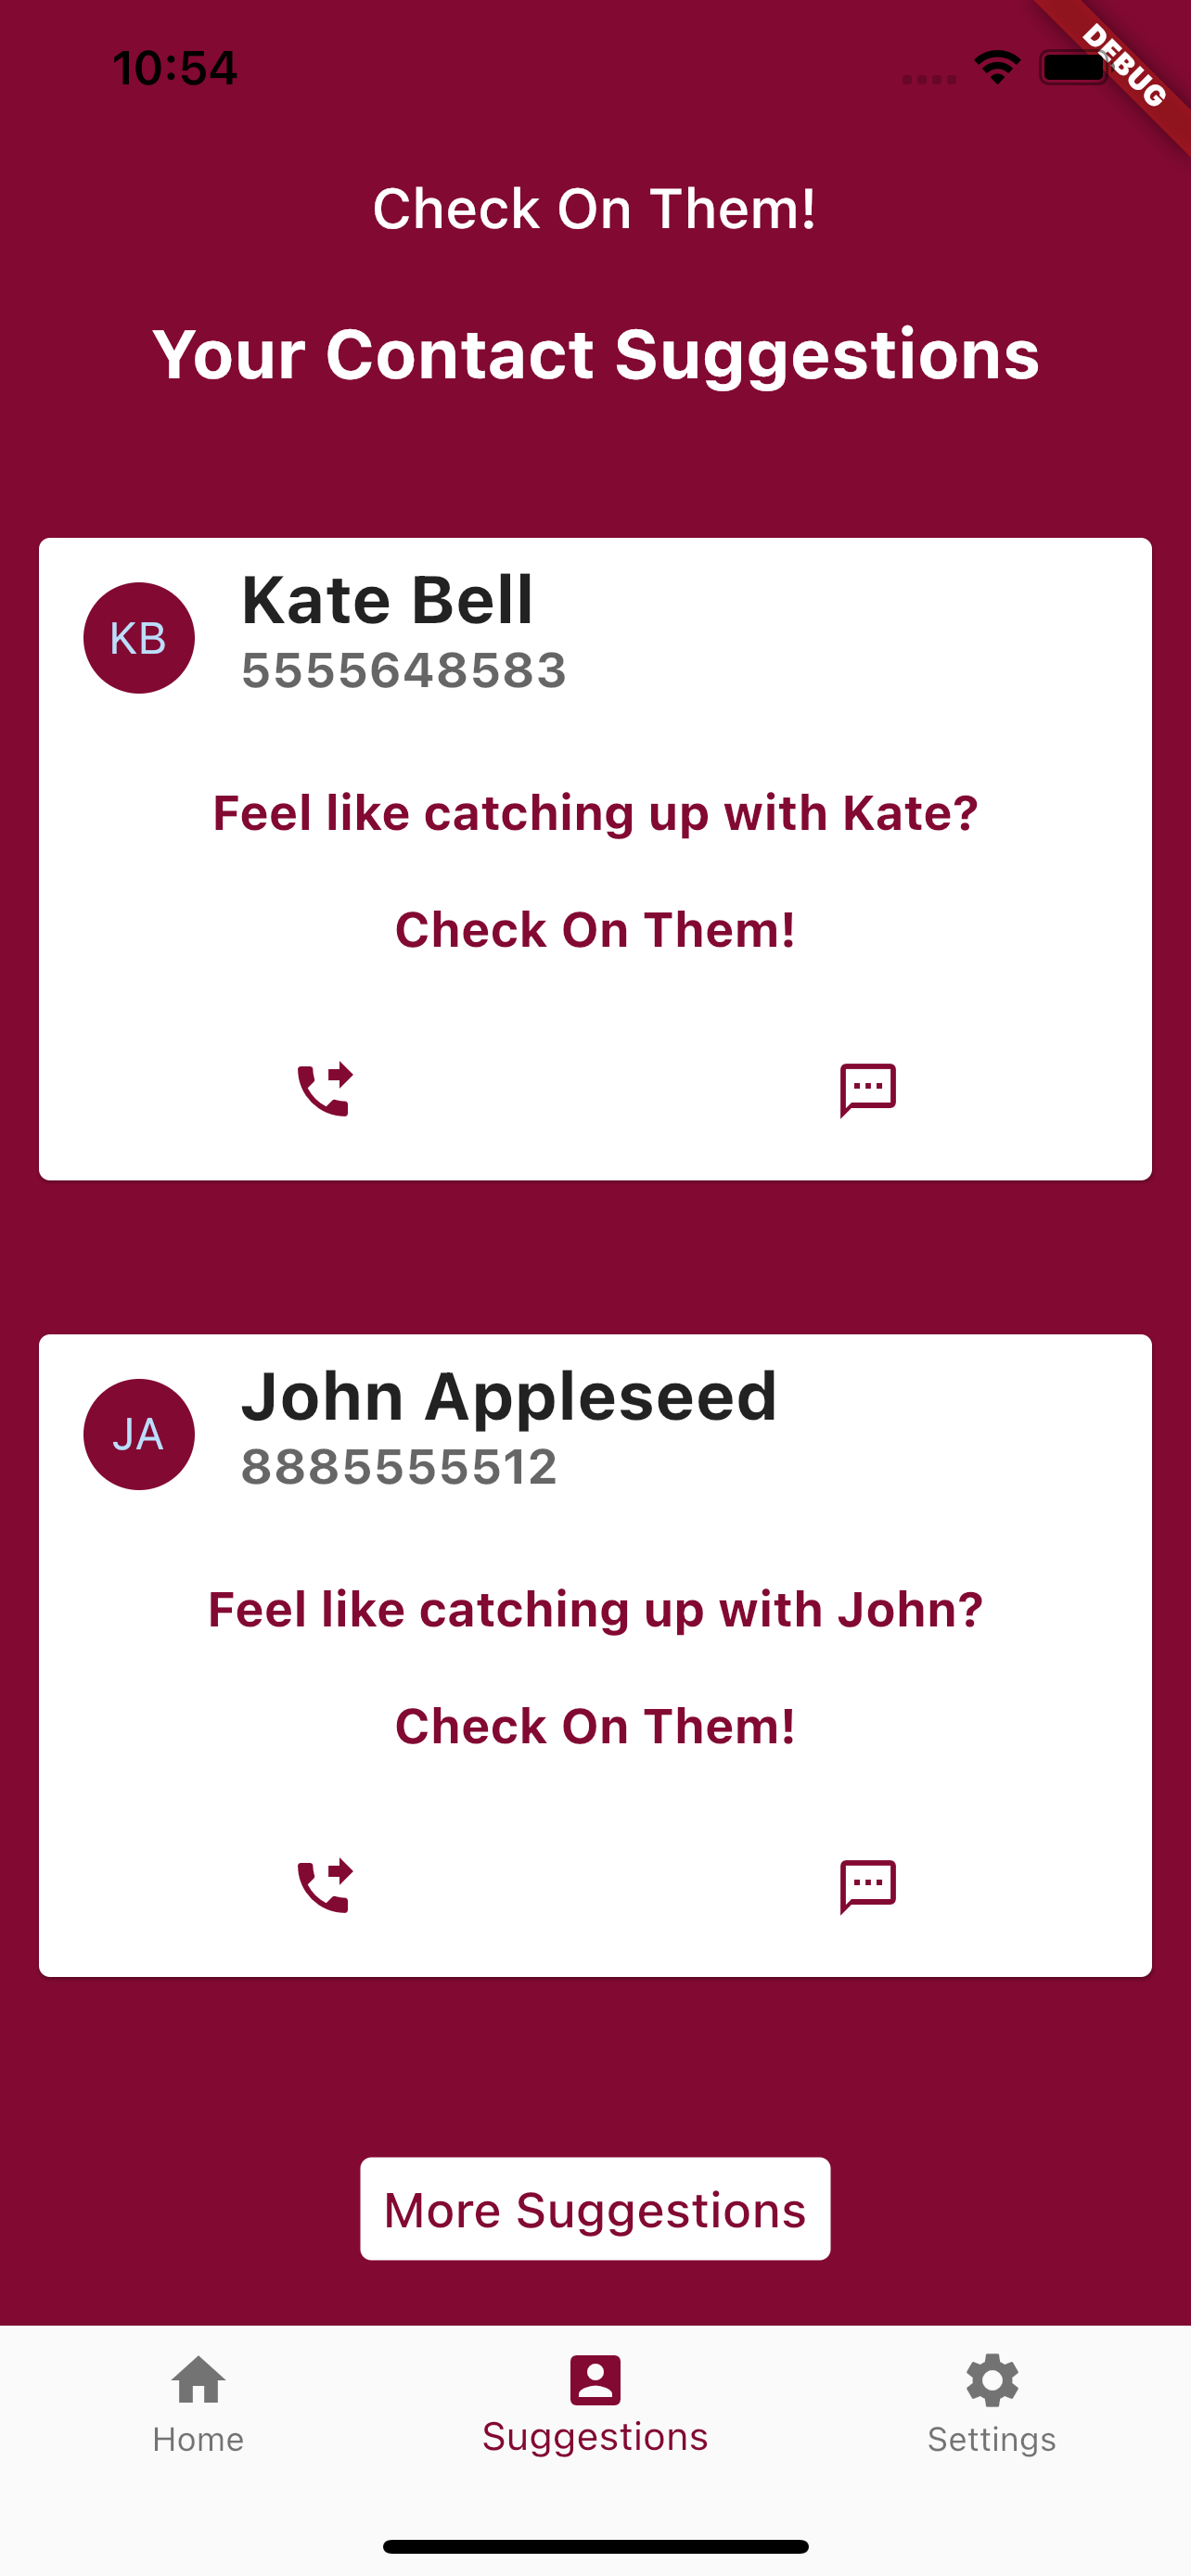 10:54
DEBUG
Check On Them!
Your Contact Suggestions
KB
Kate Bell
5555648583
Feel like catching up with Kate?
Check On Them!
JA
John Appleseed
8885555512
Feel like catching up with John?
Check On Them!
More Suggestions
Home
Suggestions
Settings